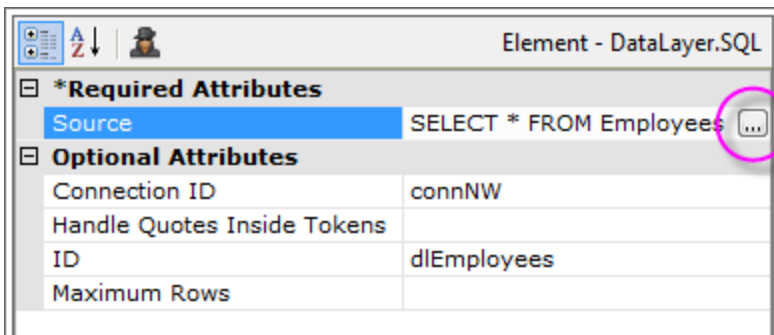 A Z Element - DataLayer.SQL
*Required Attributes
Source SELECT * FROM Employees ...
Optional Attributes
Connection ID connNW
Handle Quotes Inside Tokens
ID dlEmployees
Maximum Rows